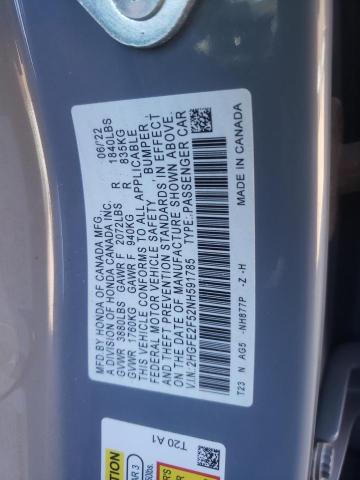 MFD BY HONDA OF CANADA MFG. 06/22
A DIVISION OF HONDA CANADA INC.
GVWR 3880LBS GAWR F 2072LBS R 1840LBS
GVWR 1760KG GAWR F 940KG R 835KG
THIS VEHICLE CONFORMS TO ALL APPLICABLE
FEDERAL MOTOR VEHICLE SAFETY, BUMPER,
AND THEFT PREVENTION STANDARDS IN EFFECT
ON THE DATE OF MANUFACTURE SHOWN ABOVE.
V.I.N: 2HGFE2F52NH591785 TYPE:PASSENGER CAR
T23 N AG5 -NH877P -Z -H MADE IN CANADA
T20 A1
AR 3